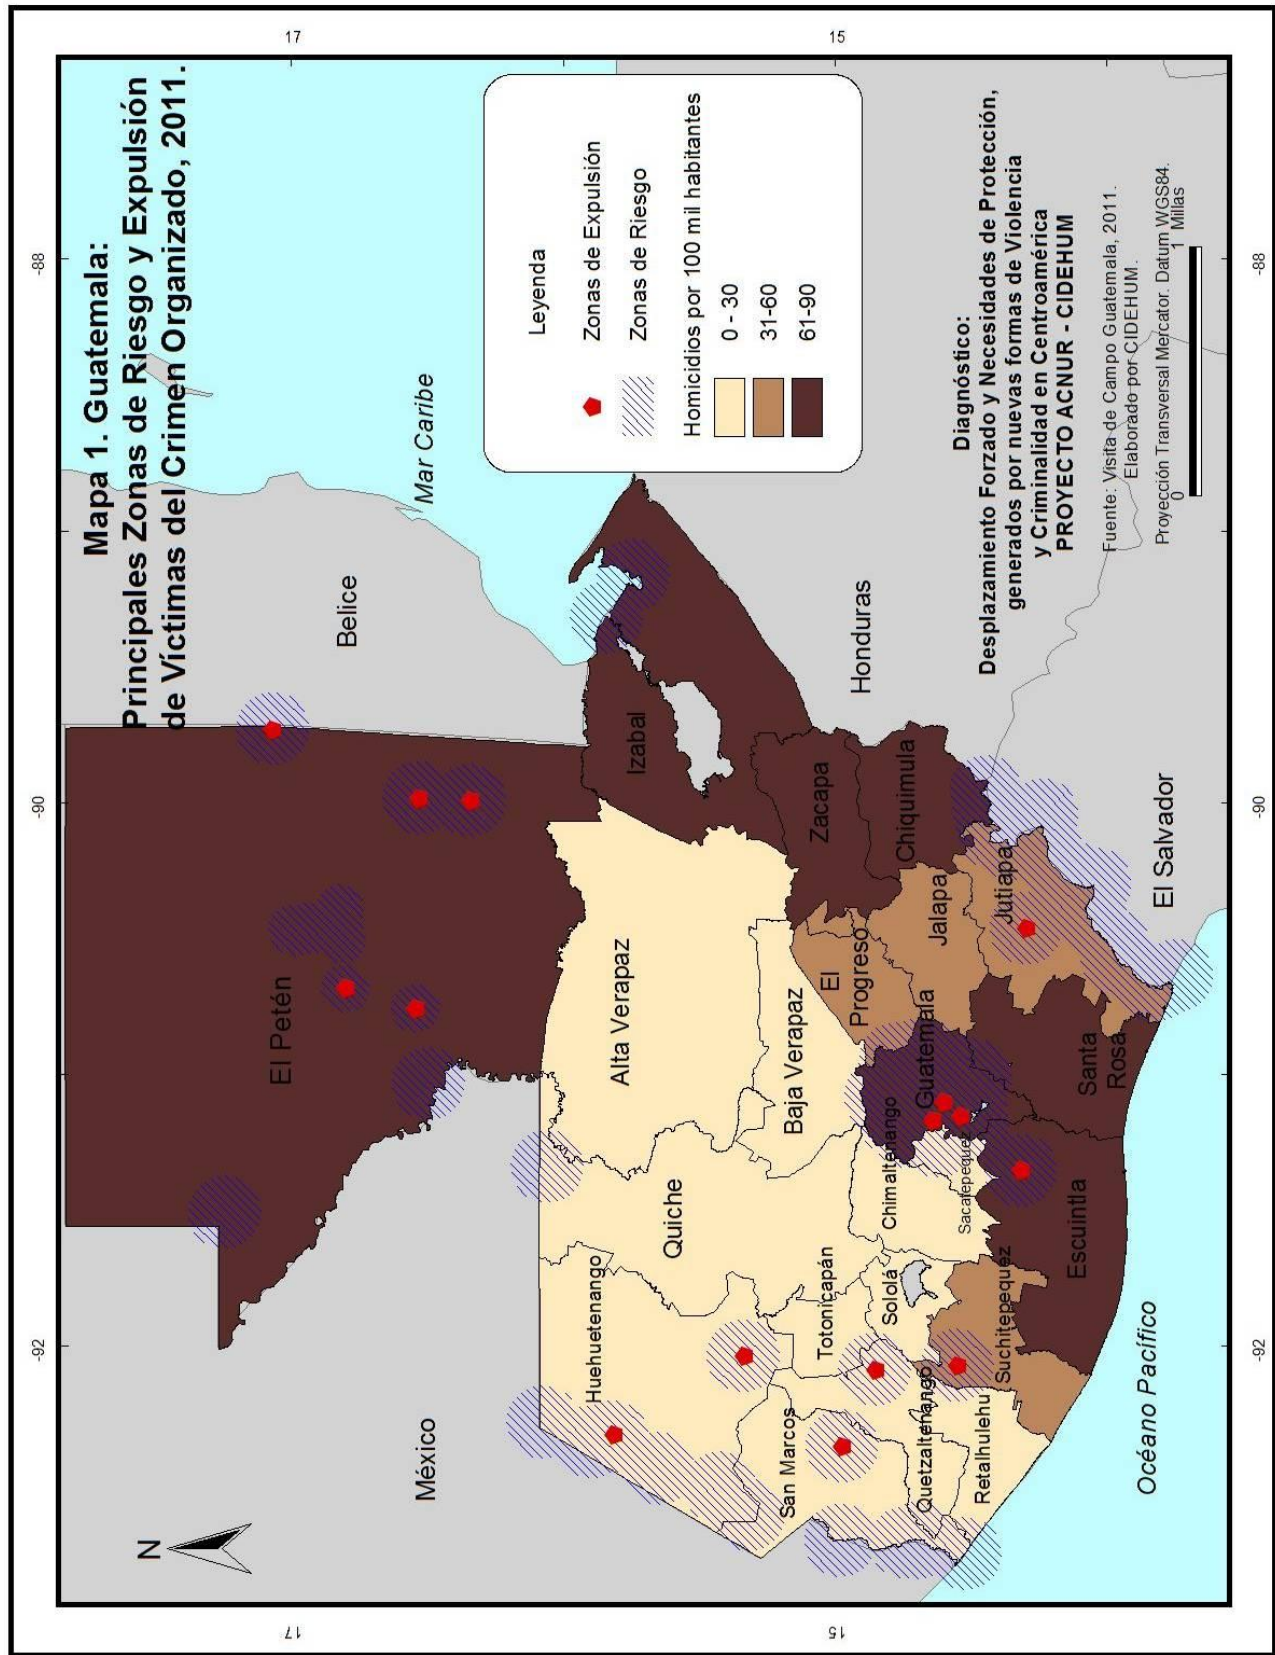 Mapa 1. Guatemala:
Principales Zonas de Riesgo y Expulsión
de Víctimas del Crimen Organizado, 2011.
N
-92
-90
-88
17
15
México
Belice
Mar Caribe
El Petén
Huehuetenango
Quiche
Alta Verapaz
Izabal
San Marcos
Totonicapán
Baja Verapaz
Zacapa
Quetzaltenango
Sololá
Chimaltenango
Guatemala
El
Progreso
Chiquimula
Honduras
Retalhulehu
Suchitepequez
Sacatepequez
Jalapa
Jutiapa
Escuintla
Santa
Rosa
El Salvador
Océano Pacífico
Leyenda
Zonas de Expulsión
Zonas de Riesgo
Homicidios por 100 mil habitantes
0 - 30
31-60
61-90
Diagnóstico:
Desplazamiento Forzado y Necesidades de Protección,
generados por nuevas formas de Violencia
y Criminalidad en Centroamérica
PROYECTO ACNUR - CIDEHUM
Fuente: Visita de Campo Guatemala, 2011.
Elaborado por CIDEHUM.
Proyección Transversal Mercator. Datum WGS84.
0 1 Millas
17
15
-90
-88